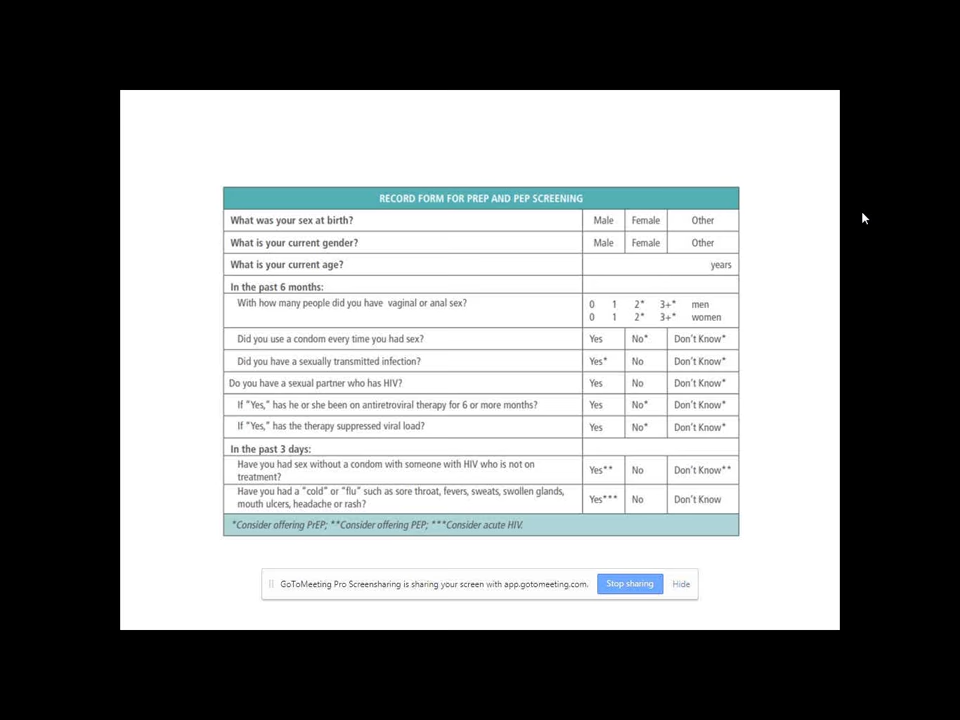 RECORD FORM FOR PREP AND PEP SCREENING
What was your sex at birth? Male Female Other
What is your current gender? Male Female Other
What is your current age? years
In the past 6 months:
With how many people did you have vaginal or anal sex? 0 1 2* 3+* men
0 1 2* 3+* women
Did you use a condom every time you had sex? Yes No* Don't Know*
Did you have a sexually transmitted infection? Yes* No Don't Know*
Do you have a sexual partner who has HIV? Yes No Don't Know*
If "Yes," has he or she been on antiretroviral therapy for 6 or more months? Yes No* Don't Know*
If "Yes," has the therapy suppressed viral load? Yes No* Don't Know*
In the past 3 days:
Have you had sex without a condom with someone with HIV who is not on
treatment? Yes** No Don't Know**
Have you had a "cold" or "flu" such as sore throat, fevers, sweats, swollen glands,
mouth ulcers, headache or rash? Yes*** No Don't Know
*Consider offering PrEP; **Consider offering PEP; ***Consider acute HIV.
GoToMeeting Pro Screensharing is sharing your screen with app.gotomeeting.com. Stop sharing Hide